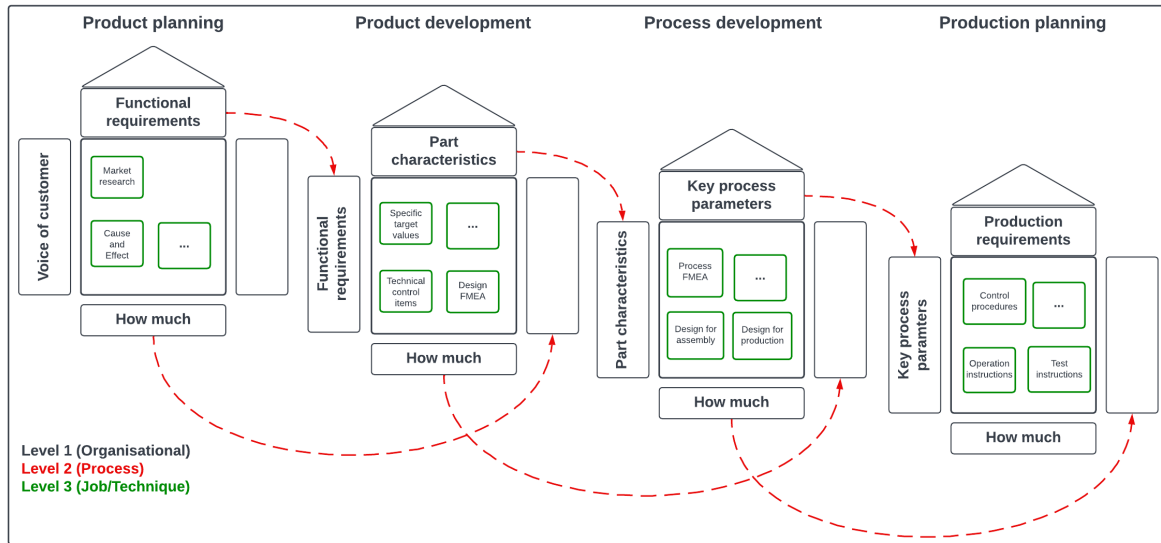 Product planning
Product development
Process development
Production planning
Functional
requirements
Voice of customer
Market
research
Cause
and
Effect
...
How much
Part
characteristics
Functional
requirements
Specific
target
values
...
Technical
control
items
Design
FMEA
How much
Key process
parameters
Part characteristics
Process
FMEA
...
Design for
assembly
Design for
production
How much
Production
requirements
Key process
paramters
Control
procedures
...
Operation
instructions
Test
instructions
How much
Level 1 (Organisational)
Level 2 (Process)
Level 3 (Job/Technique)